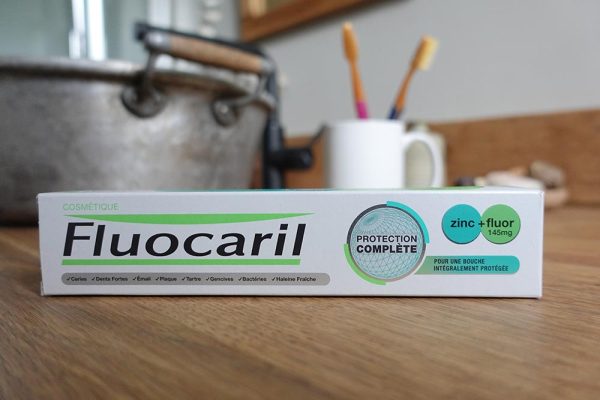 COSMÉTIQUE
Fluocaril
✓Caries ✓Dents Fortes ✓Émail ✓Plaque ✓Tartre ✓Gencives ✓Bactéries ✓Haleine Fraîche
PROTECTION
COMPLÈTE
zinc + fluor
145mg
POUR UNE BOUCHE
INTÉGRALEMENT PROTÉGÉE